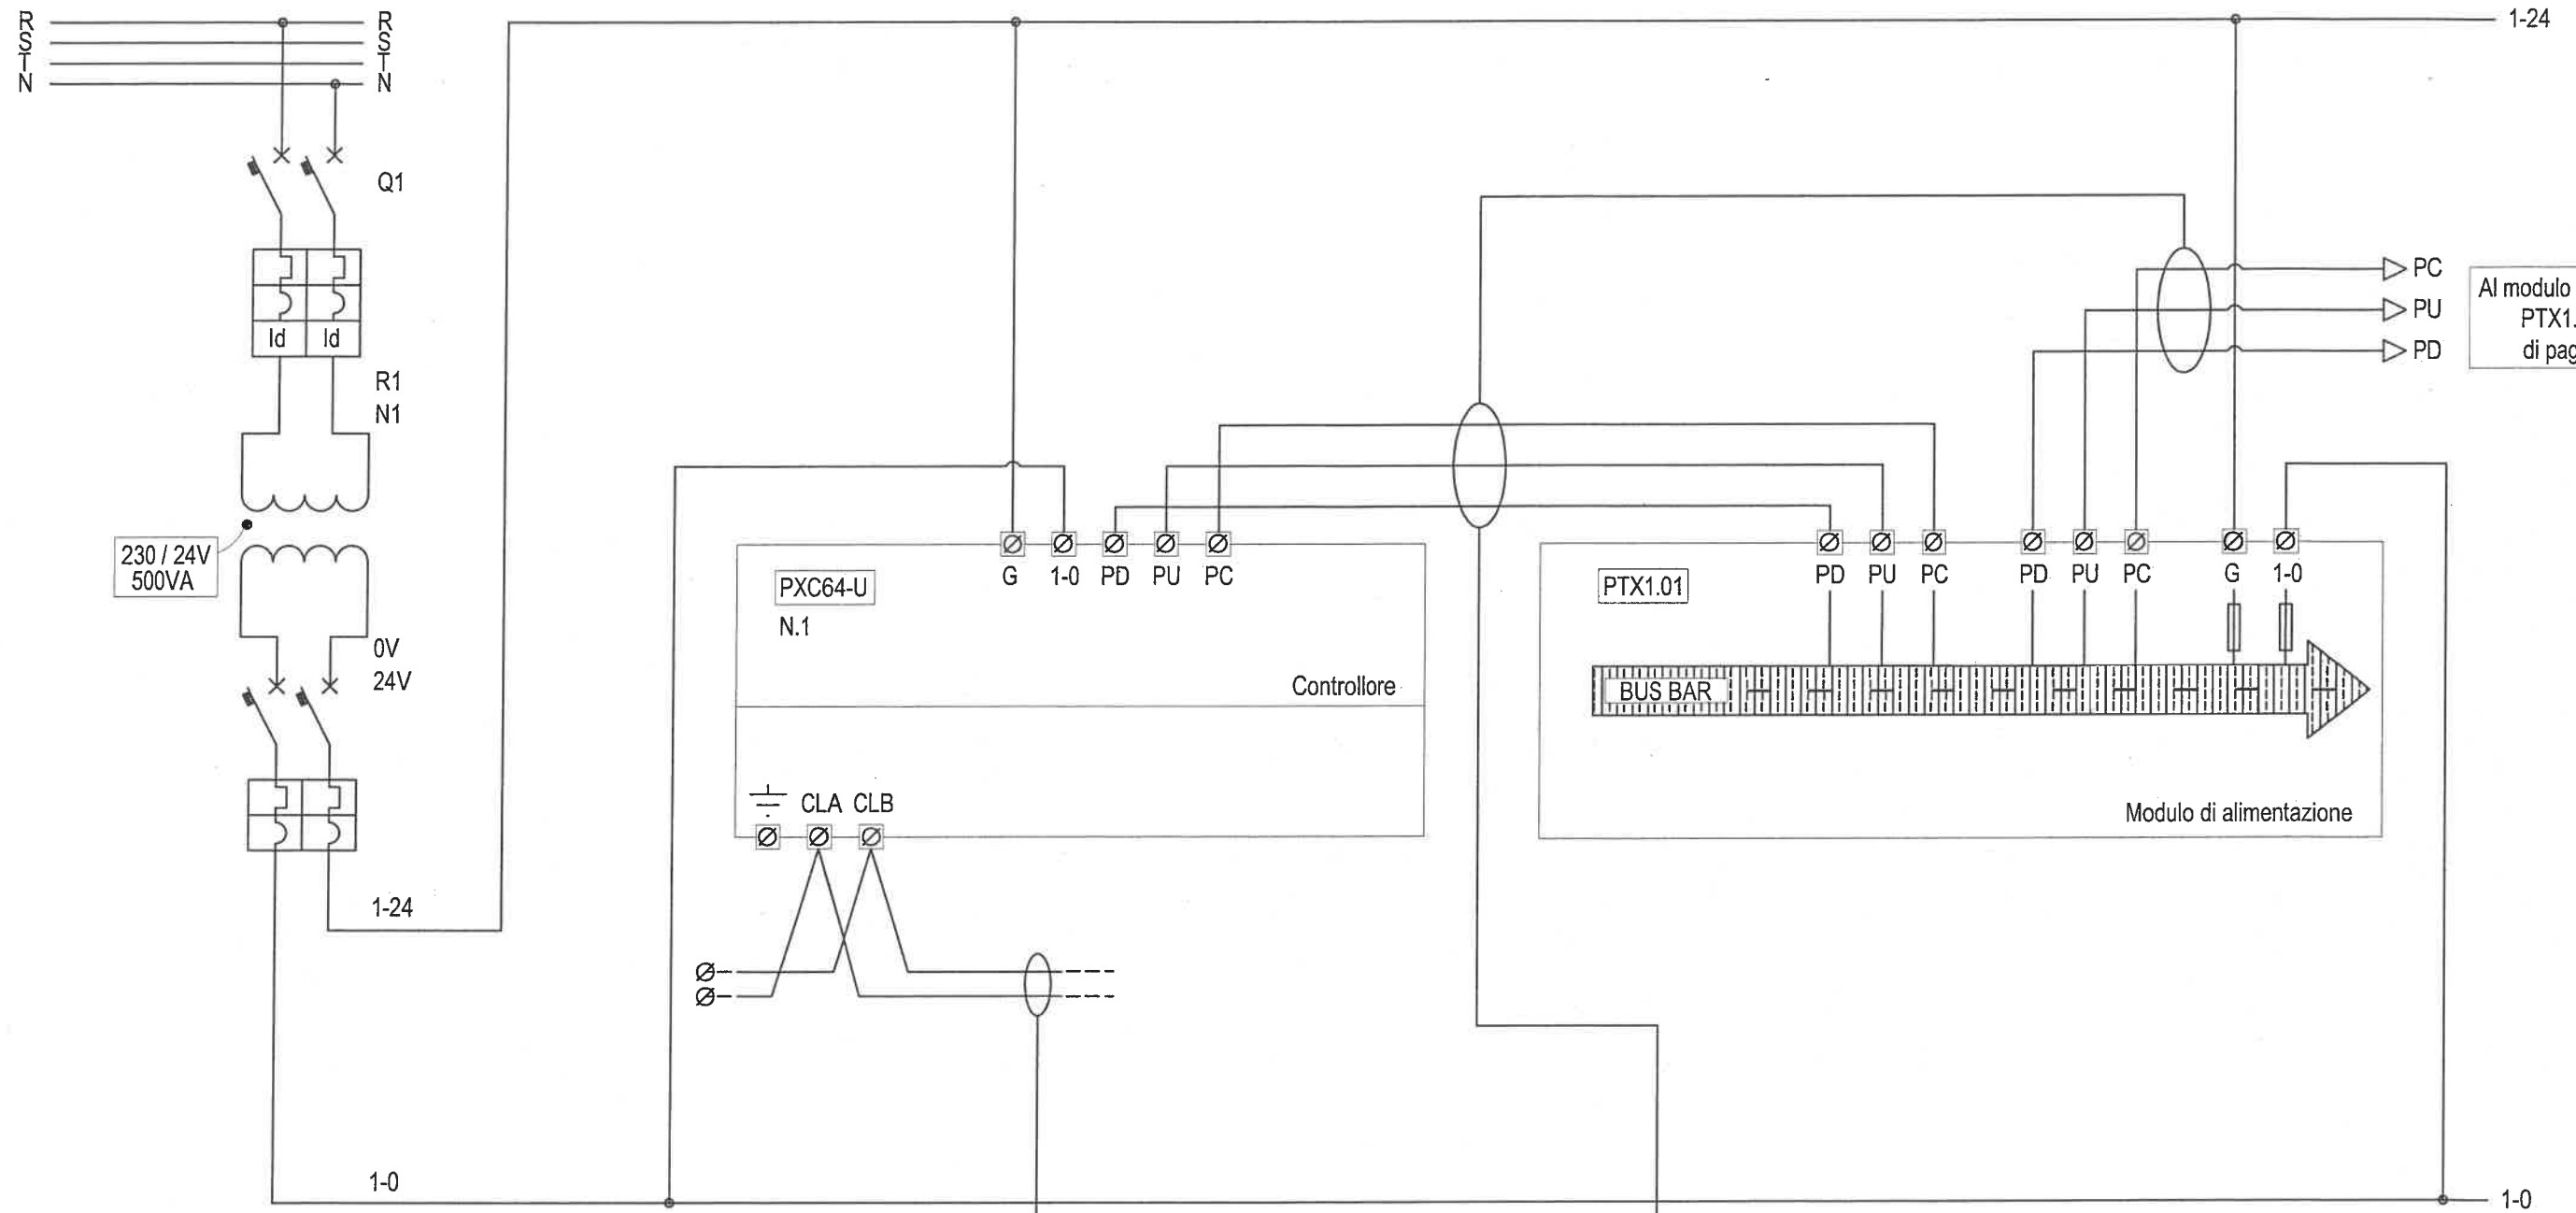 R
S
T
N
R
S
T
N
1-24
Q1
Id
Id
R1
N1
230 / 24V
500VA
0V
24V
1-24
1-0
PC
PU
PD
Al modulo
PTX1.
di pag
G
1-0
PD
PU
PC
PXC64-U
N.1
Controllore
CLA
CLB
PD
PU
PC
PD
PU
PC
G
1-0
PTX1.01
BUS BAR
Modulo di alimentazione
1-0